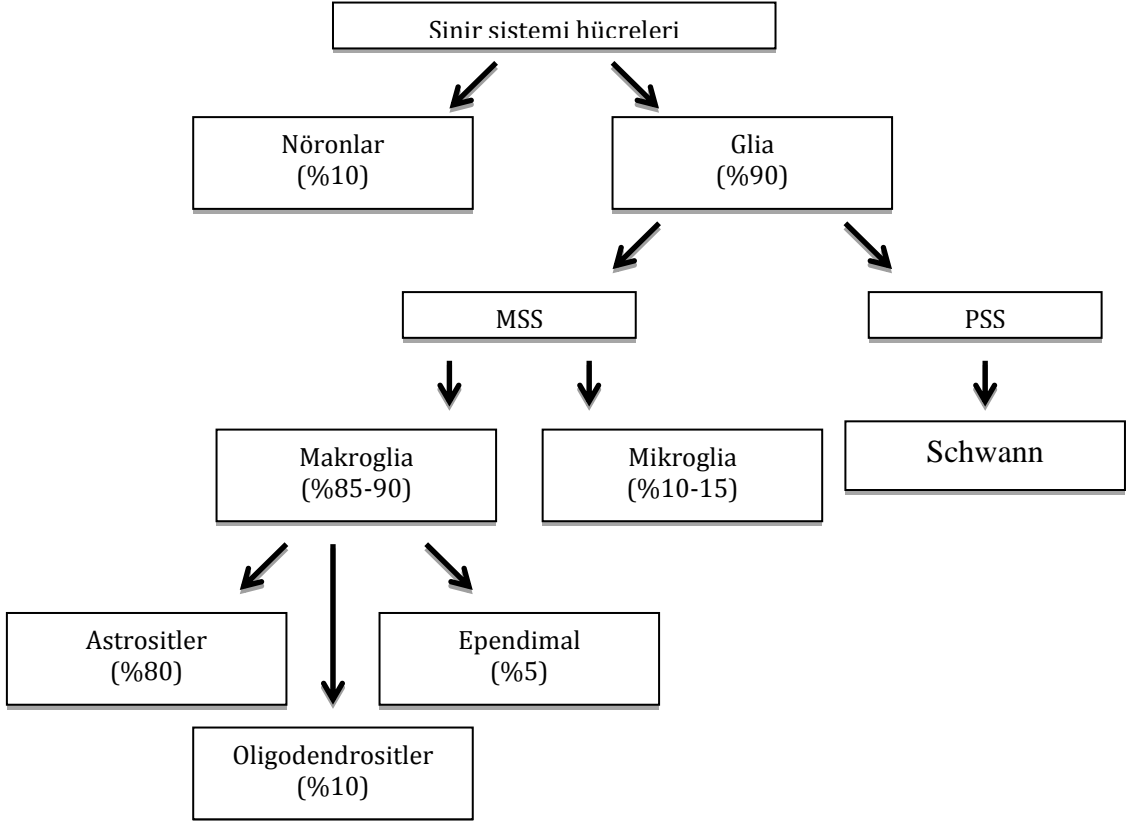 Sinir sistemi hücreleri
Nöronlar
(%10)
Glia
(%90)
MSS
PSS
Makroglia
(%85-90)
Mikroglia
(%10-15)
Schwann
Astrositler
(%80)
Ependimal
(%5)
Oligodendrositler
(%10)